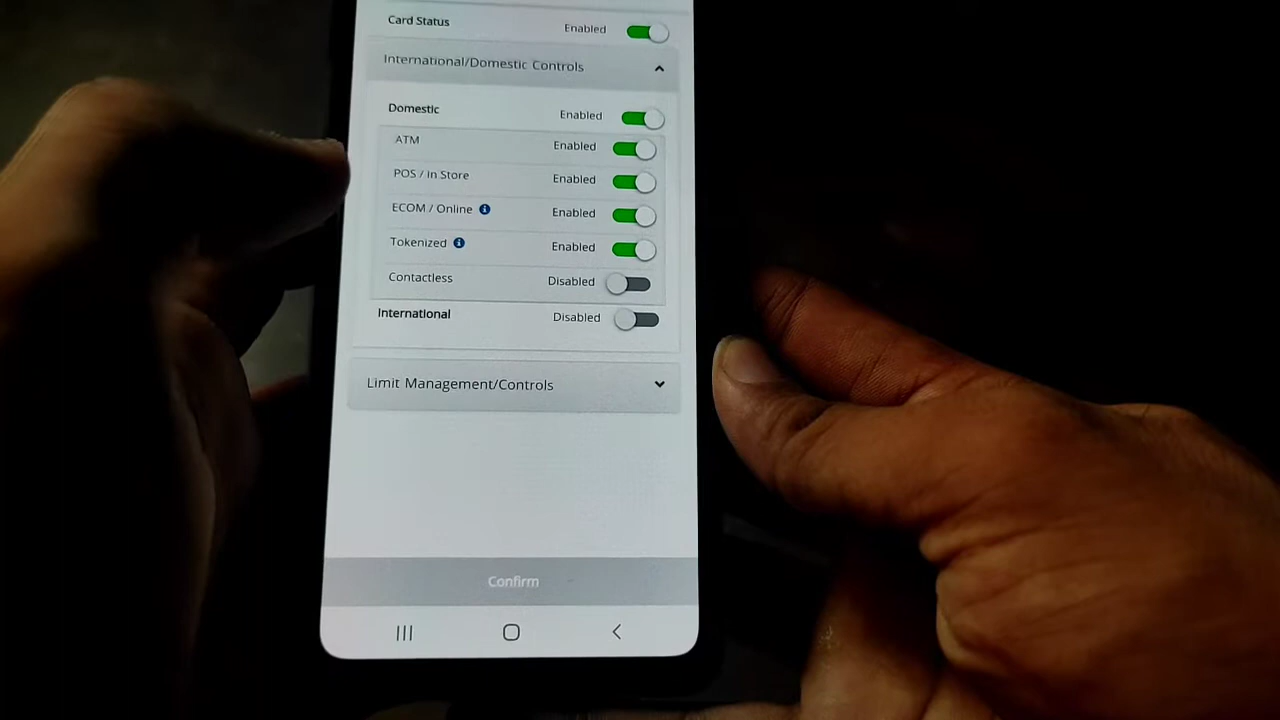 Card Status Enabled
International/Domestic Controls
Domestic Enabled
ATM Enabled
POS / In Store Enabled
ECOM / Online Enabled
Tokenized Enabled
Contactless Disabled
International Disabled
Limit Management/Controls
Confirm